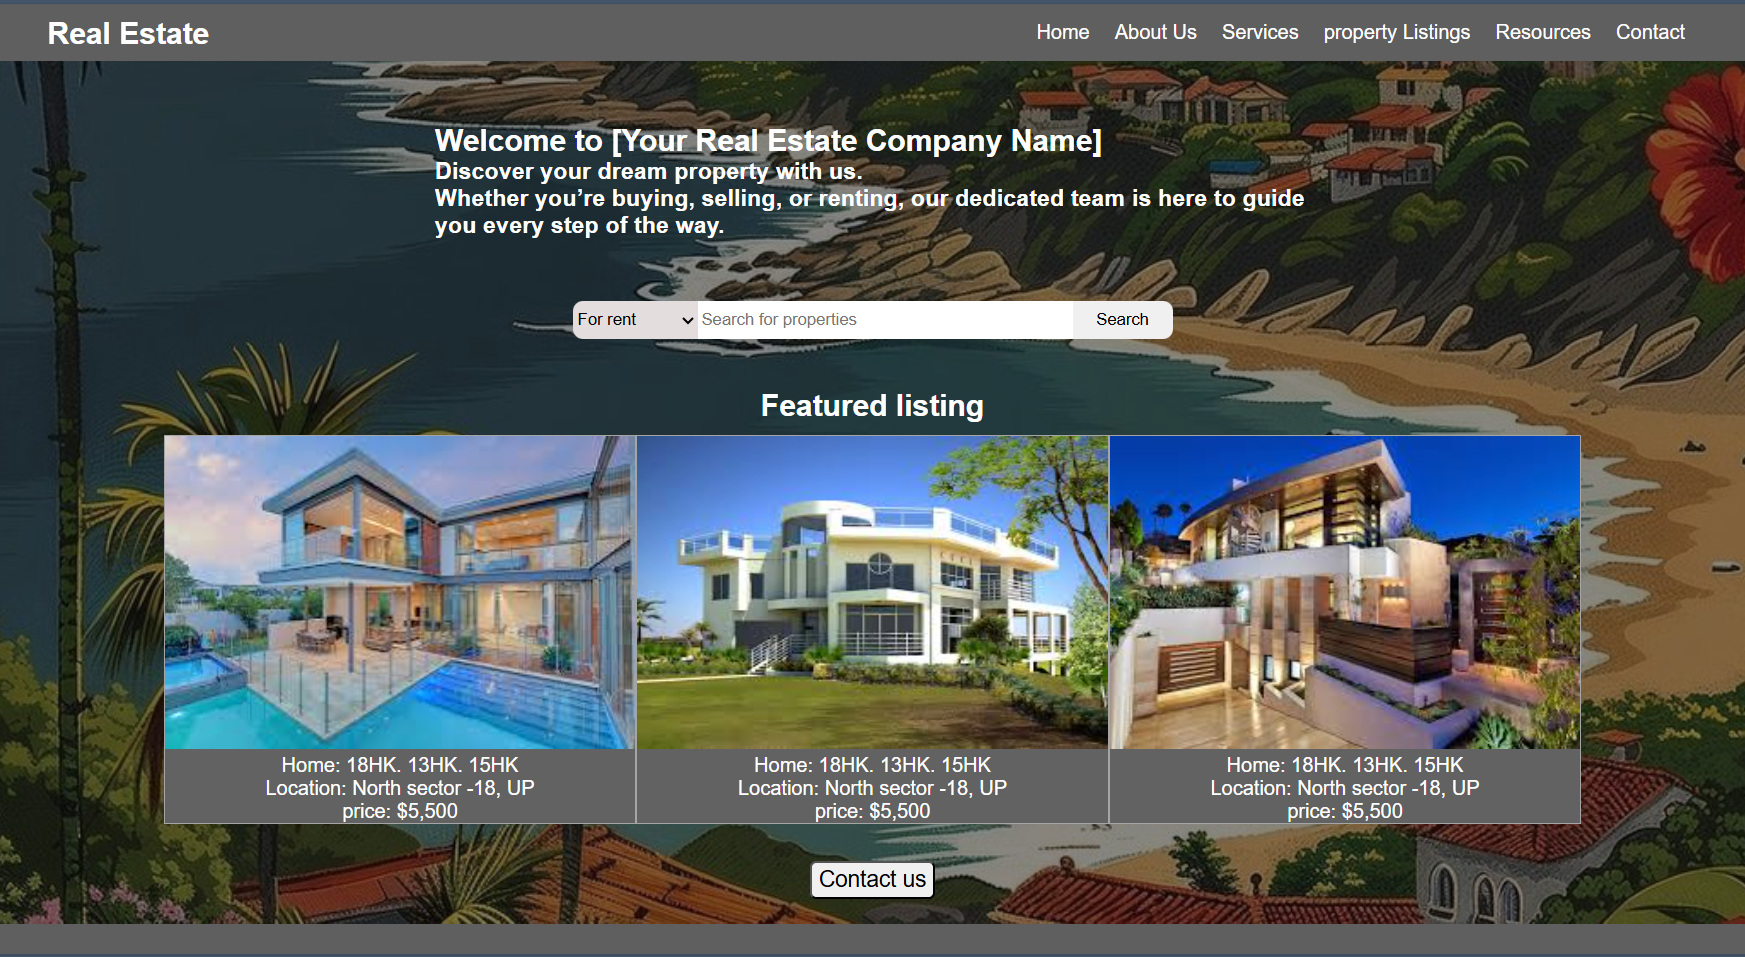 Real Estate
Home About Us Services property Listings Resources Contact
Welcome to [Your Real Estate Company Name]
Discover your dream property with us.
Whether you’re buying, selling, or renting, our dedicated team is here to guide
you every step of the way.
For rent Search for properties Search
Featured listing
Home: 18HK. 13HK. 15HK
Location: North sector -18, UP
price: $5,500
Home: 18HK. 13HK. 15HK
Location: North sector -18, UP
price: $5,500
Home: 18HK. 13HK. 15HK
Location: North sector -18, UP
price: $5,500
Contact us